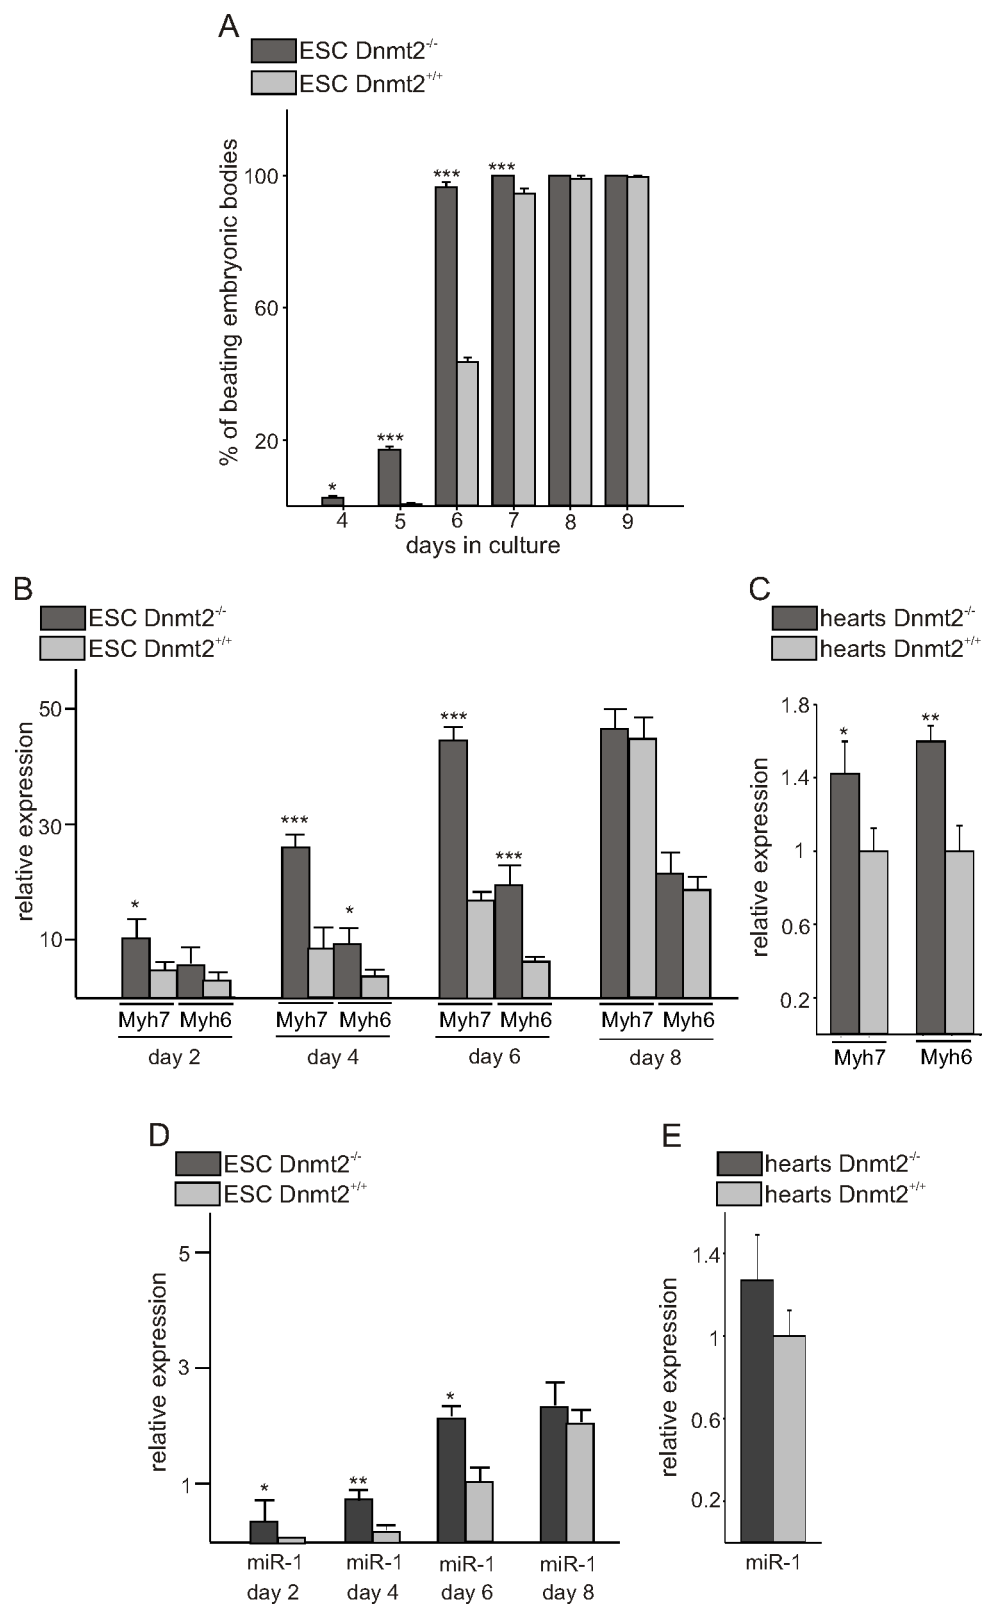 A
ESC Dnmt2-/-
ESC Dnmt2+/+
% of beating embryonic bodies
100
60
20
*
***
***
***
4 5 6 7 8 9
days in culture
B
ESC Dnmt2-/-
ESC Dnmt2+/+
relative expression
50
30
10
*
***
*
***
***
Myh7 Myh6 Myh7 Myh6 Myh7 Myh6 Myh7 Myh6
day 2 day 4 day 6 day 8
C
hearts Dnmt2-/-
hearts Dnmt2+/+
relative expression
1.8
1.4
1
0.6
0.2
*
**
Myh7 Myh6
D
ESC Dnmt2-/-
ESC Dnmt2+/+
relative expression
5
3
1
*
**
*
miR-1 miR-1 miR-1 miR-1
day 2 day 4 day 6 day 8
E
hearts Dnmt2-/-
hearts Dnmt2+/+
relative expression
1.4
1
0.6
0.2
miR-1